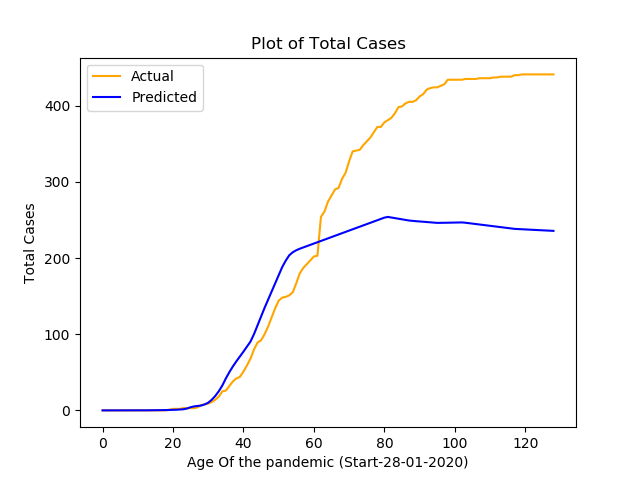 Plot of Total Cases
Actual
Predicted
400
300
200
100
0
Total Cases
0 20 40 60 80 100 120
Age Of the pandemic (Start-28-01-2020)